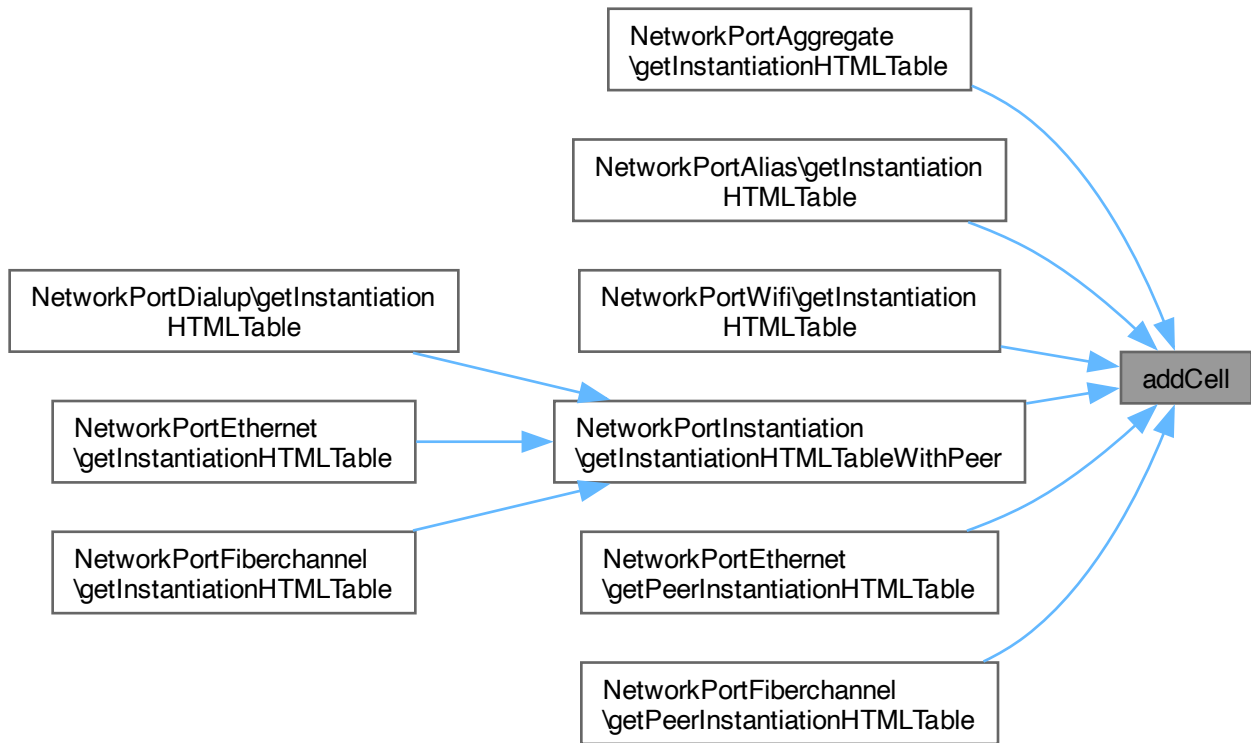 NetworkPortAggregate
\getInstantiationHTMLTable
NetworkPortAlias\getInstantiation
HTMLTable
NetworkPortWifi\getInstantiation
HTMLTable
NetworkPortDialup\getInstantiation
HTMLTable
addCell
NetworkPortEthernet
\getInstantiationHTMLTable
NetworkPortInstantiation
\getInstantiationHTMLTableWithPeer
NetworkPortFiberchannel
\getInstantiationHTMLTable
NetworkPortEthernet
\getPeerInstantiationHTMLTable
NetworkPortFiberchannel
\getPeerInstantiationHTMLTable